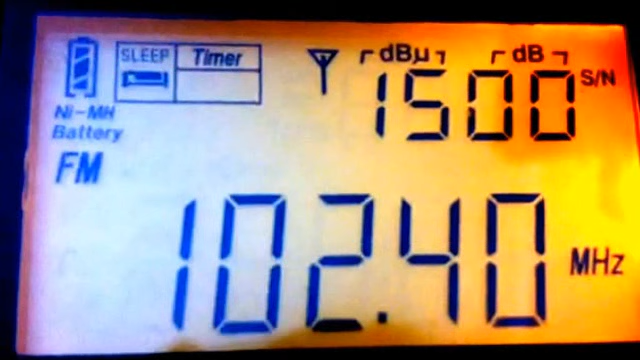 SLEEP Timer dBµ dB
1500 S/N
Ni-MH
Battery
FM
102.40 MHz